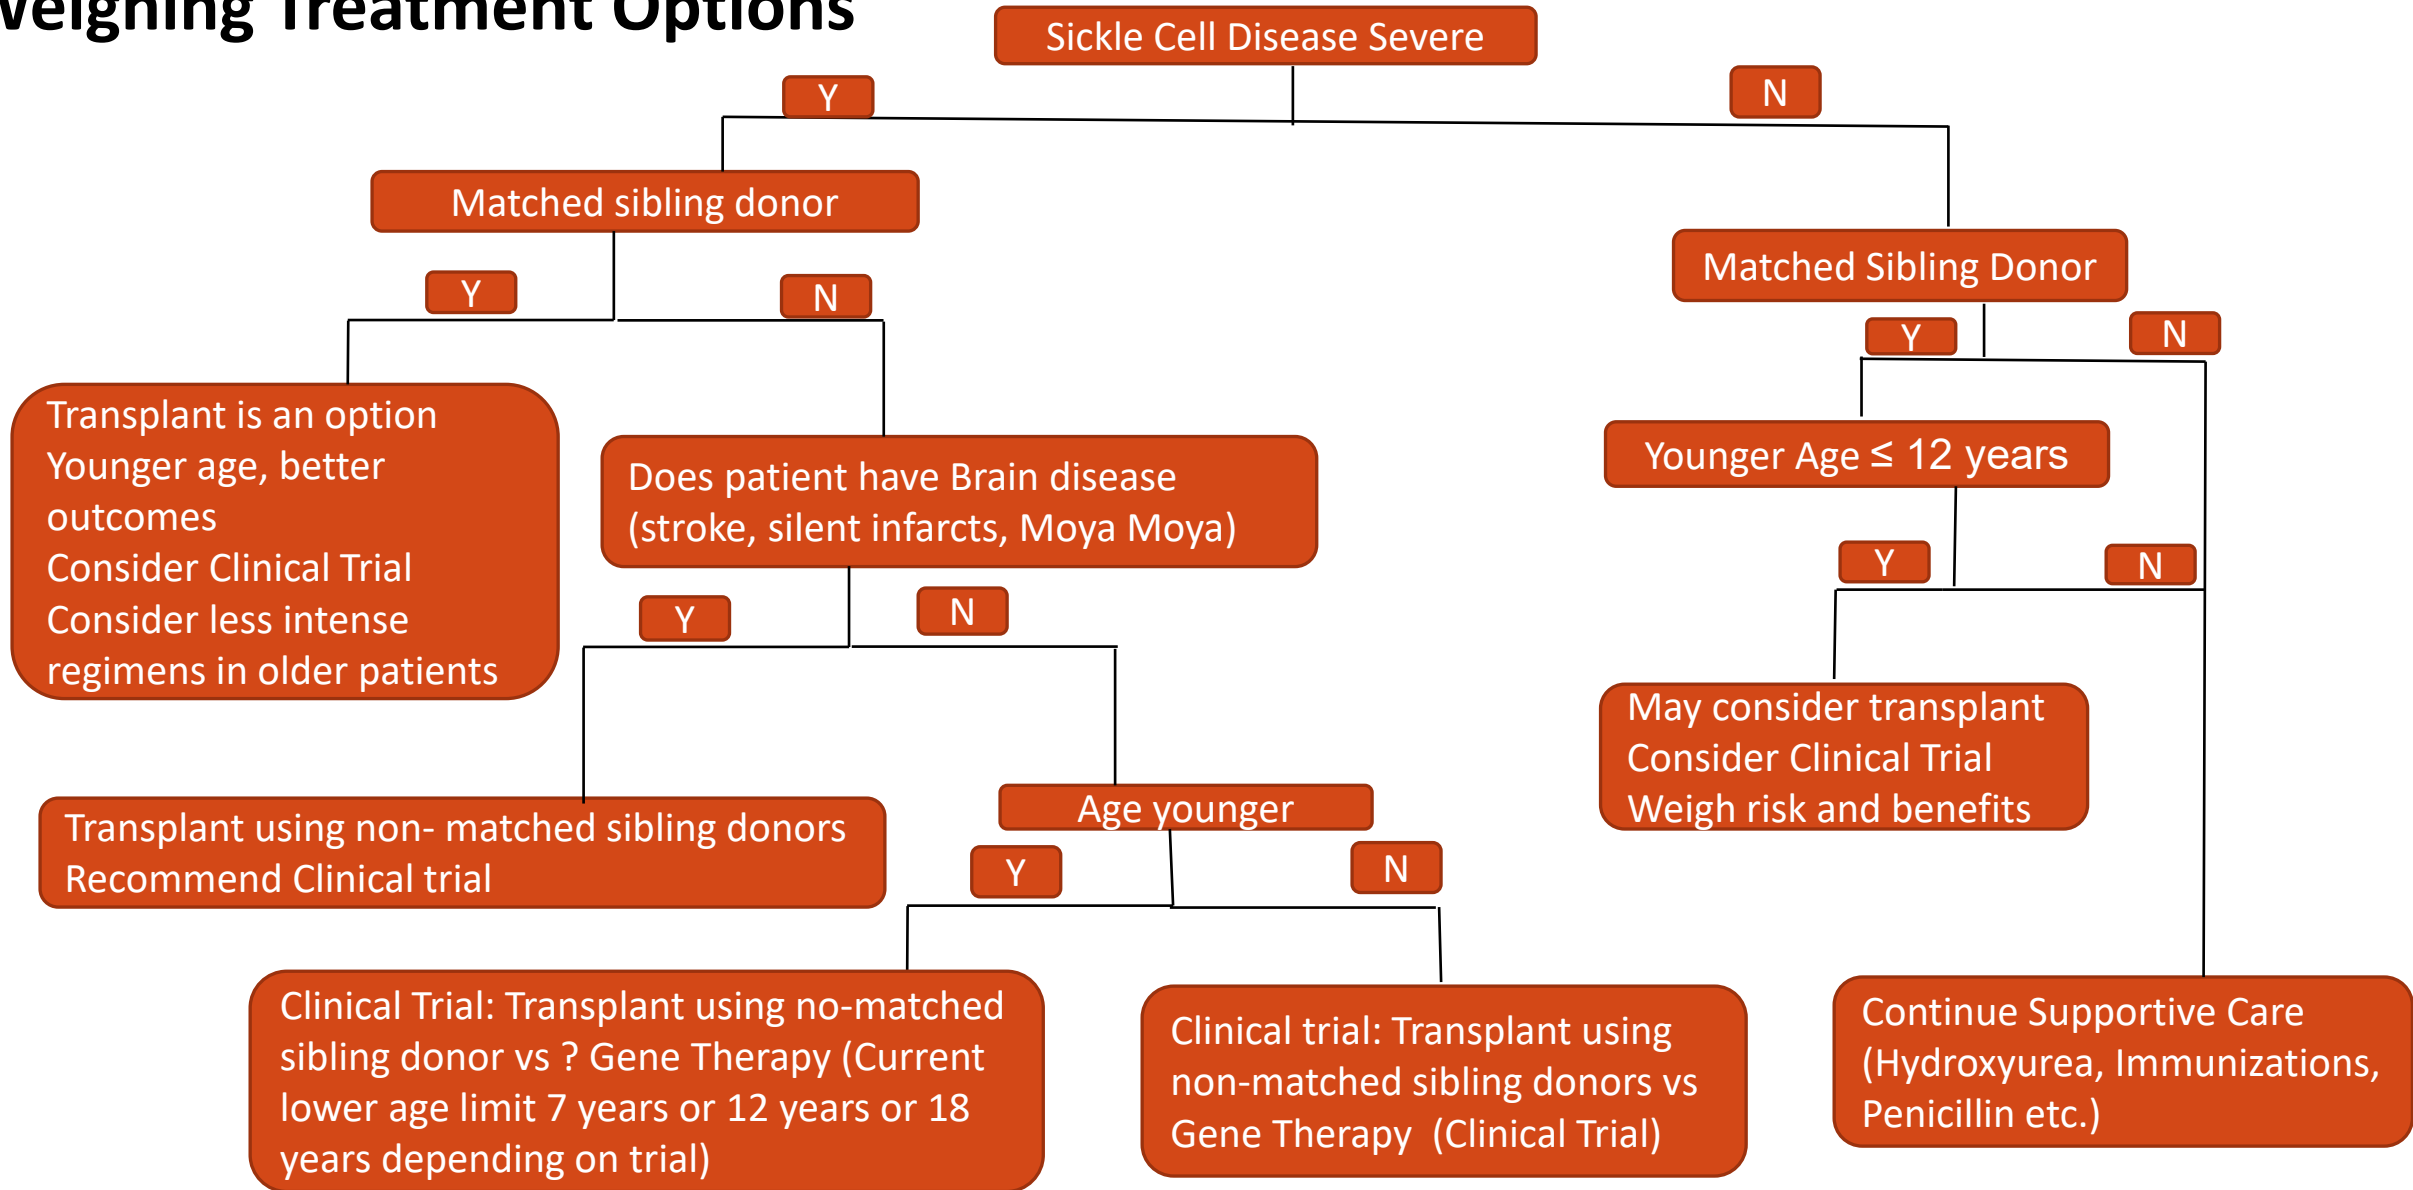 Weighing Treatment Options
Sickle Cell Disease Severe
Y
N
Matched sibling donor
Matched Sibling Donor
Y
N
Y
N
Transplant is an option
Younger age, better
outcomes
Consider Clinical Trial
Consider less intense
regimens in older patients
Does patient have Brain disease
(stroke, silent infarcts, Moya Moya)
Younger Age ≤ 12 years
Y
N
Y
N
May consider transplant
Consider Clinical Trial
Weigh risk and benefits
Transplant using non- matched sibling donors
Recommend Clinical trial
Age younger
Y
N
Clinical Trial: Transplant using no-matched
sibling donor vs ? Gene Therapy (Current
lower age limit 7 years or 12 years or 18
years depending on trial)
Clinical trial: Transplant using
non-matched sibling donors vs
Gene Therapy (Clinical Trial)
Continue Supportive Care
(Hydroxyurea, Immunizations,
Penicillin etc.)